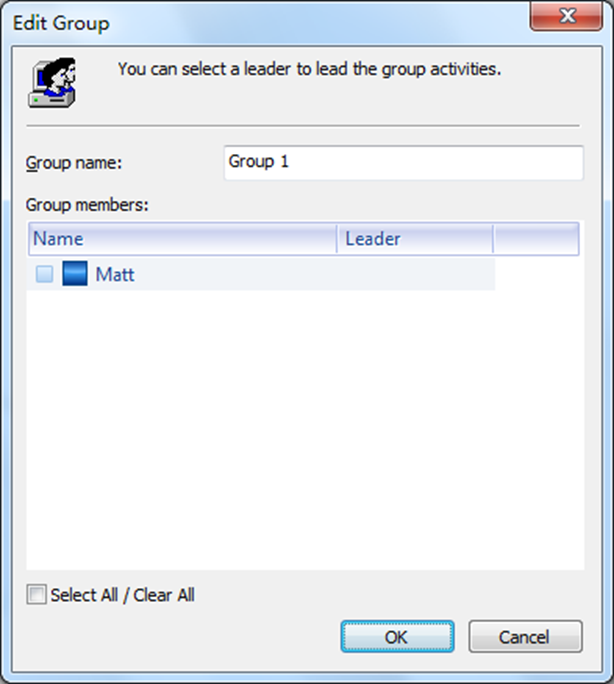 Edit Group
You can select a leader to lead the group activities.
Group name:
Group 1
Group members:
Name Leader
Matt
Select All / Clear All
OK Cancel